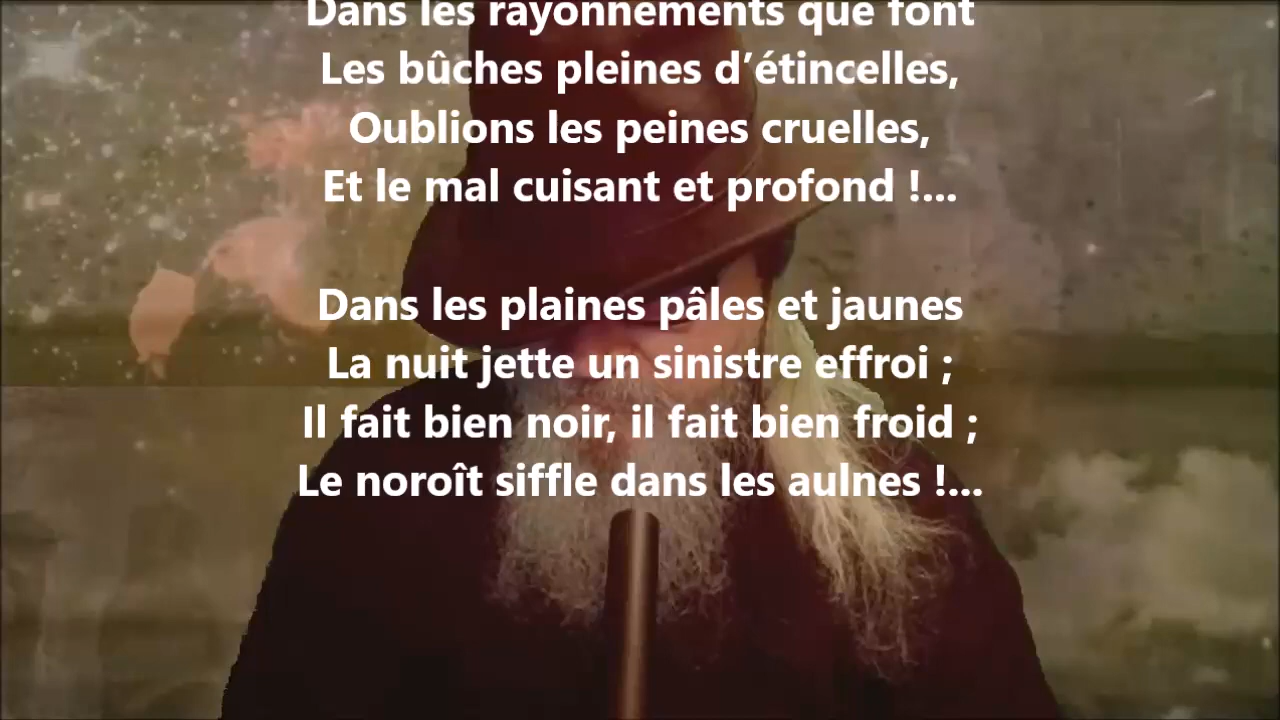 Dans les rayonnements que font
Les bûches pleines d’étincelles,
Oublions les peines cruelles,
Et le mal cuisant et profond !...
Dans les plaines pâles et jaunes
La nuit jette un sinistre effroi ;
Il fait bien noir, il fait bien froid ;
Le noroît siffle dans les aulnes !...